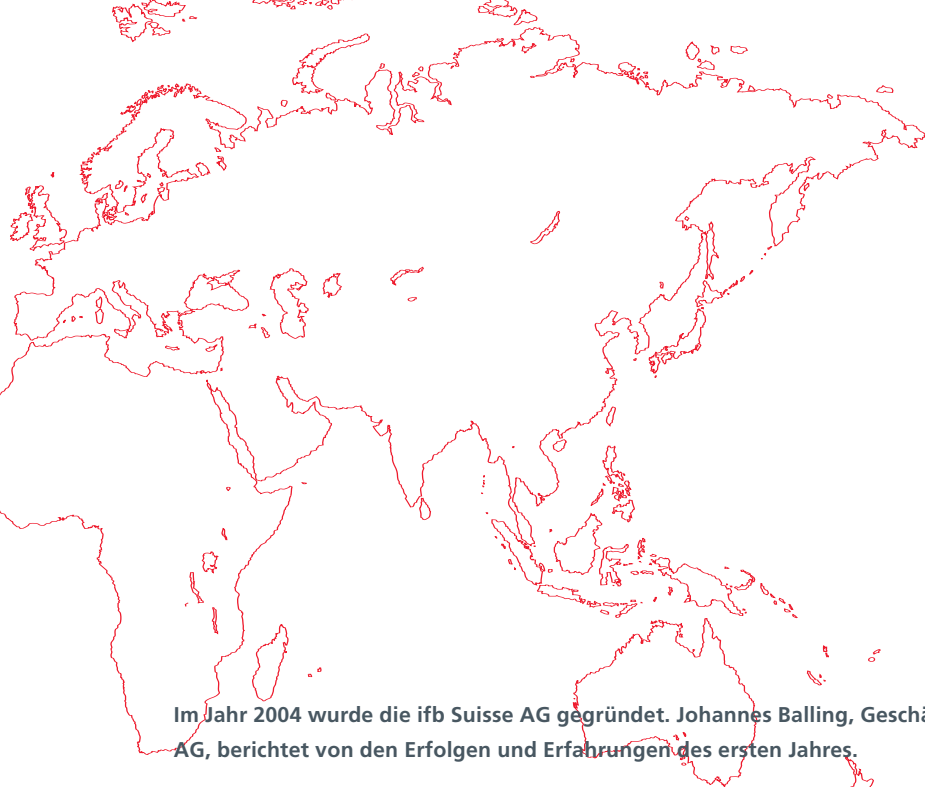 Im Jahr 2004 wurde die ifb Suisse AG gegründet. Johannes Balling, Geschä
AG, berichtet von den Erfolgen und Erfahrungen des ersten Jahres.